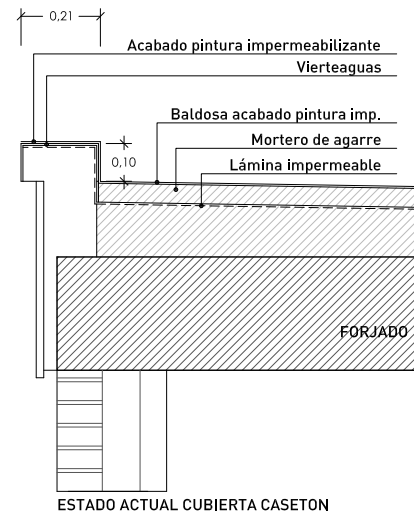 0,21
Acabado pintura impermeabilizante
Vierteaguas
Baldosa acabado pintura imp.
0,10
Mortero de agarre
Lámina impermeable
FORJADO
ESTADO ACTUAL CUBIERTA CASETON